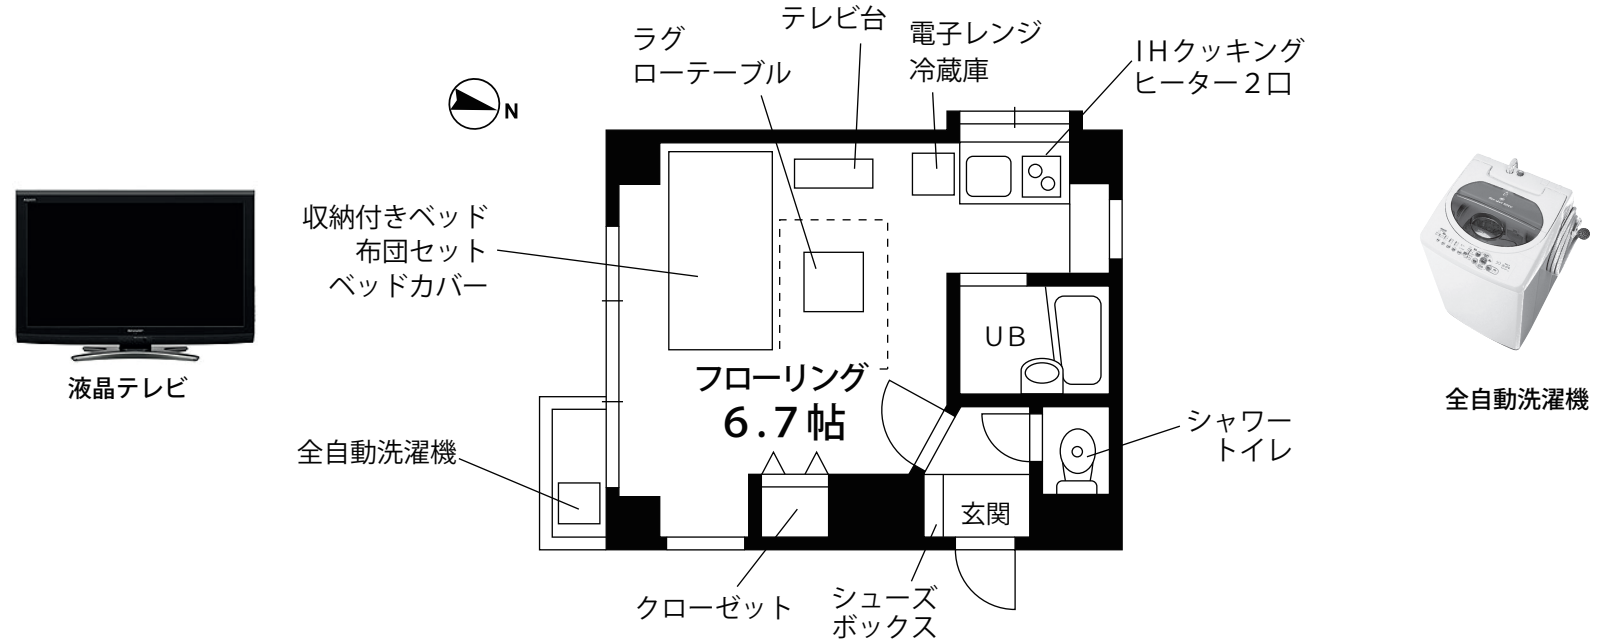 テレビ台
ラグ
ローテーブル
電子レンジ
冷蔵庫
IHクッキング
ヒーター2口
N
収納付きベッド
布団セット
ベッドカバー
UB
フローリング
6.7帖
液晶テレビ
全自動洗濯機
全自動洗濯機
シャワー
トイレ
玄関
クローゼット
シューズ
ボックス